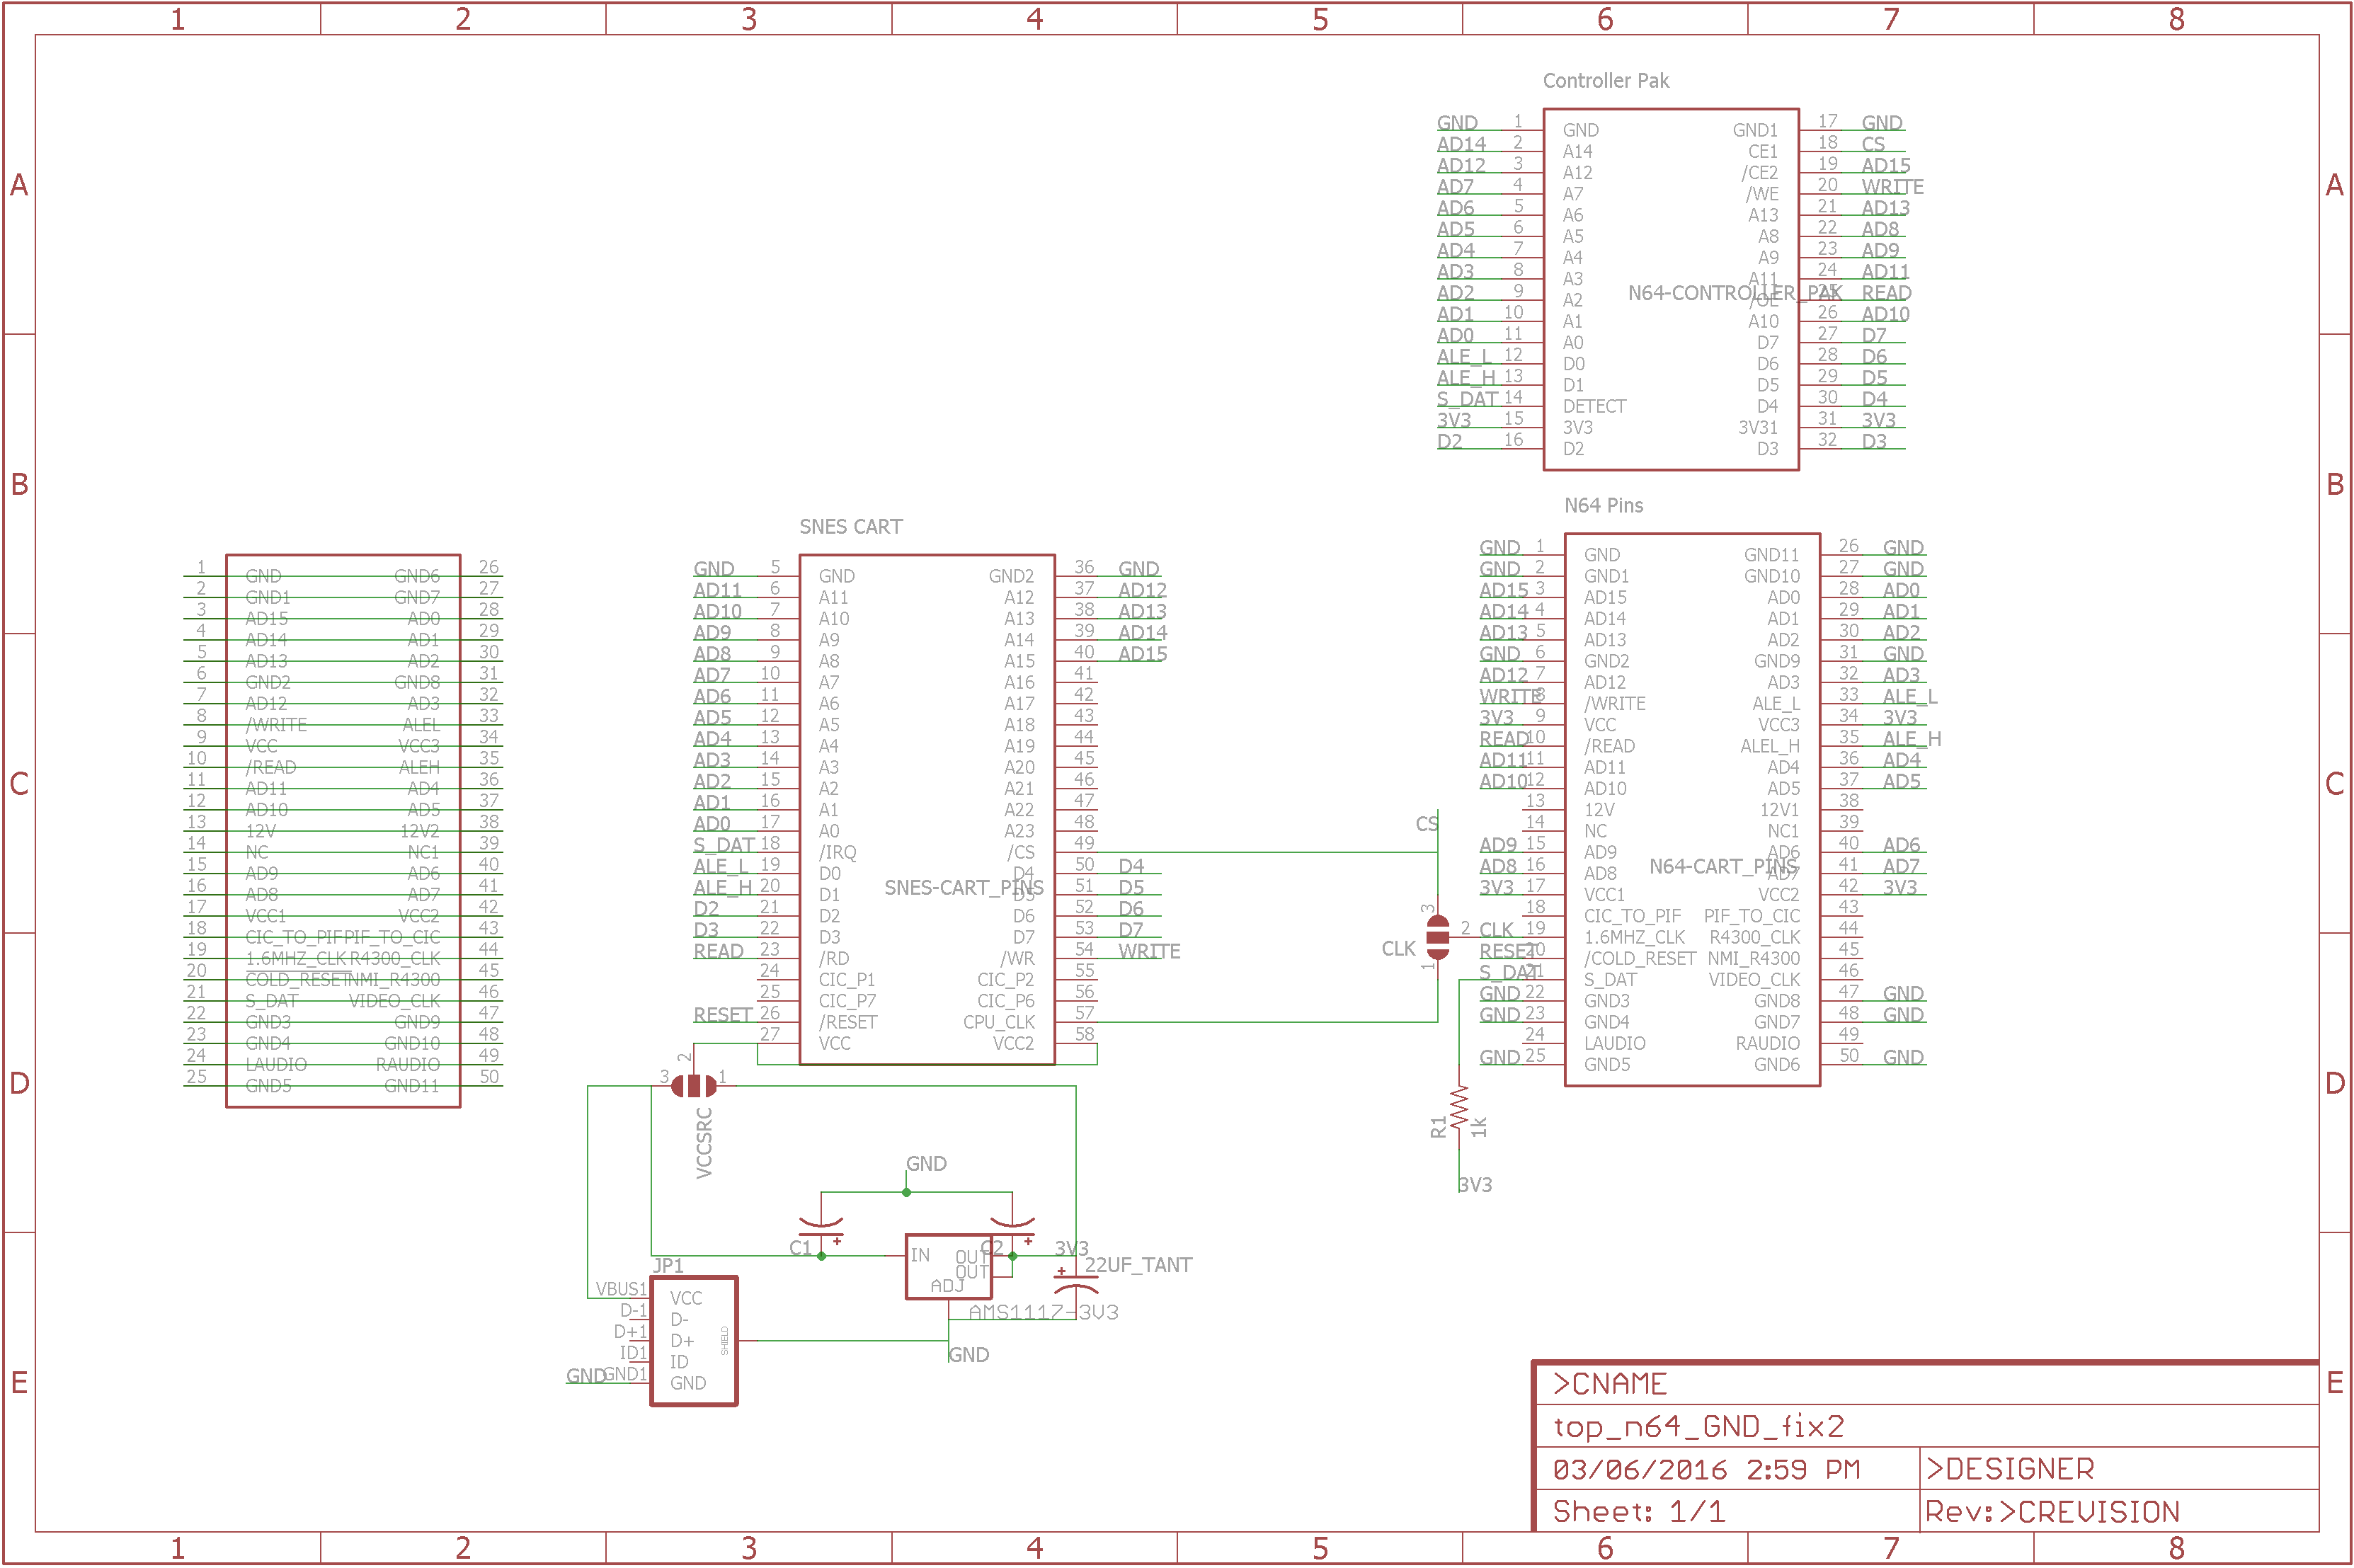 1 2 3 4 5 6 7 8
A A
B B
C C
D D
E E
1 2 3 4 5 6 7 8
Controller Pak
GND 1 GND GND1 17 GND
AD14 2 A14 CE1 18 CS
AD12 3 A12 /CE2 19 AD15
AD7 4 A7 /WE 20 WRITE
AD6 5 A6 A13 21 AD13
AD5 6 A5 A8 22 AD8
AD4 7 A4 A9 23 AD9
AD3 8 A3 A11 24 AD11
N64-CONTROLLER_PAK
AD2 9 A2 /OE 25 READ
AD1 10 A1 A10 26 AD10
AD0 11 A0 D7 27 D7
ALE_L 12 D0 D6 28 D6
ALE_H 13 D1 D5 29 D5
S_DAT 14 DETECT D4 30 D4
3V3 15 3V3 3V31 31 3V3
D2 16 D2 D3 32 D3
1 GND GND6 26
2 GND1 GND7 27
3 AD15 AD0 28
4 AD14 AD1 29
5 AD13 AD2 30
6 GND2 GND8 31
7 AD12 AD3 32
8 /WRITE ALEL 33
9 VCC VCC3 34
10 /READ ALEH 35
11 AD11 AD4 36
12 AD10 AD5 37
13 12V 12V2 38
14 NC NC1 39
15 AD9 AD6 40
16 AD8 AD7 41
17 VCC1 VCC2 42
18 CIC_TO_PIF PIF_TO_CIC 43
19 1.6MHZ_CLK R4300_CLK 44
20 COLD_RESET NMI_R4300 45
21 S_DAT VIDEO_CLK 46
22 GND3 GND9 47
23 GND4 GND10 48
24 LAUDIO RAUDIO 49
25 GND5 GND11 50
SNES CART
GND 5 GND GND2 36 GND
AD11 6 A11 A12 37 AD12
AD10 7 A10 A13 38 AD13
AD9 8 A9 A14 39 AD14
AD8 9 A8 A15 40 AD15
AD7 10 A7 A16 41
AD6 11 A6 A17 42
AD5 12 A5 A18 43
AD4 13 A4 A19 44
AD3 14 A3 A20 45
AD2 15 A2 A21 46
AD1 16 A1 A22 47
AD0 17 A0 A23 48
S_DAT 18 /IRQ /CS 49
ALE_L 19 D0 D4 50 D4
SNES-CART_PINS
ALE_H 20 D1 D5 51 D5
D2 21 D2 D6 52 D6
D3 22 D3 D7 53 D7
READ 23 /RD /WR 54 WRITE
24 CIC_P1 CIC_P2 55
25 CIC_P7 CIC_P6 56
RESET 26 /RESET CPU_CLK 57
27 VCC VCC2 58
N64 Pins
GND 1 GND GND11 26 GND
GND 2 GND1 GND10 27 GND
AD15 3 AD15 AD0 28 AD0
AD14 4 AD14 AD1 29 AD1
AD13 5 AD13 AD2 30 AD2
GND 6 GND2 GND9 31 GND
AD12 7 AD12 AD3 32 AD3
WRITE 8 /WRITE ALE_L 33 ALE_L
3V3 9 VCC VCC3 34 3V3
READ 10 /READ ALEL_H 35 ALE_H
AD11 11 AD11 AD4 36 AD4
AD10 12 AD10 AD5 37 AD5
13 12V 12V1 38
14 NC NC1 39
AD9 15 AD9 AD6 40 AD6
N64-CART_PINS
AD8 16 AD8 AD7 41 AD7
3V3 17 VCC1 VCC2 42 3V3
18 CIC_TO_PIF PIF_TO_CIC 43
CLK 19 1.6MHZ_CLK R4300_CLK 44
RESET 20 /COLD_RESET NMI_R4300 45
S_DAT 21 S_DAT VIDEO_CLK 46
GND 22 GND3 GND8 47 GND
GND 23 GND4 GND7 48 GND
24 LAUDIO RAUDIO 49
GND 25 GND5 GND6 50 GND
CS
3
CLK 2
1
R1 1k
3V3
2
3 1
VCCSRC
GND
C1 + C2 + 3V3
IN OUT
OUT
ADJ
+ 22UF_TANT
AMS1117-3V3
GND
JP1
VBUS1 VCC
D-1 D-
D+1 D+
ID1 ID
GND GND1 GND
SHIELD
>CNAME
top_n64_GND_fix2
03/06/2016 2:59 PM >DESIGNER
Sheet: 1/1 Rev:>CREVISION